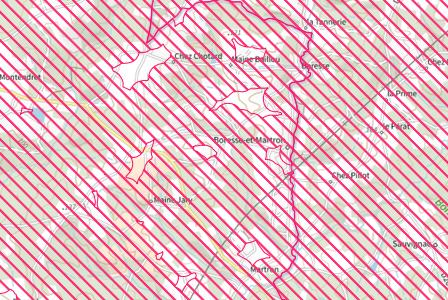 la Tannerie
Chez Chotard
Maine Baillou
Boresse
Montendret
la Prime
le Pérat
Boresse-et-Martron
Chez Pillot
Maine Jary
Sauvignac
Martron